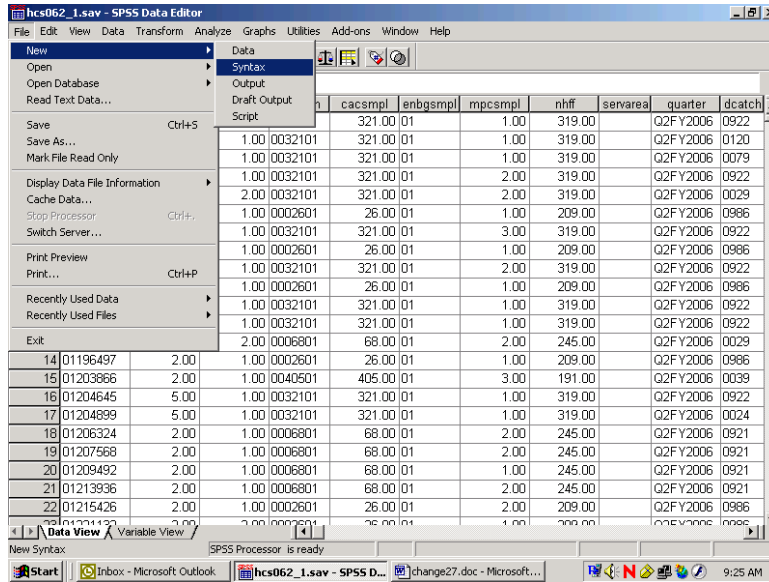 hcs062_1.sav - SPSS Data Editor
File Edit View Data Transform Analyze Graphs Utilities Add-ons Window Help
New
Open
Open Database
Read Text Data...
Save Ctrl+S
Save As...
Mark File Read Only
Display Data File Information
Cache Data...
Stop Processor Ctrl+.
Switch Server...
Print Preview
Print... Ctrl+P
Recently Used Data
Recently Used Files
Exit
Data
Syntax
Output
Draft Output
Script
cacsmpl enbgsmpl mpcsmpl nhff servarea quarter dcatch
321.00 01 1.00 319.00 Q2FY2006 0922
1.00 0032101 321.00 01 1.00 319.00 Q2FY2006 0120
1.00 0032101 321.00 01 1.00 319.00 Q2FY2006 0079
1.00 0032101 321.00 01 2.00 319.00 Q2FY2006 0922
2.00 0032101 321.00 01 2.00 319.00 Q2FY2006 0029
1.00 0002601 26.00 01 1.00 209.00 Q2FY2006 0986
1.00 0032101 321.00 01 3.00 319.00 Q2FY2006 0922
1.00 0002601 26.00 01 1.00 209.00 Q2FY2006 0986
1.00 0032101 321.00 01 2.00 319.00 Q2FY2006 0922
1.00 0002601 26.00 01 1.00 209.00 Q2FY2006 0986
1.00 0032101 321.00 01 1.00 319.00 Q2FY2006 0922
1.00 0032101 321.00 01 1.00 319.00 Q2FY2006 0922
2.00 0006801 68.00 01 2.00 245.00 Q2FY2006 0029
14 01196497 2.00 1.00 0002601 26.00 01 1.00 209.00 Q2FY2006 0986
15 01203866 2.00 1.00 0040501 405.00 01 3.00 191.00 Q2FY2006 0039
16 01204645 5.00 1.00 0032101 321.00 01 1.00 319.00 Q2FY2006 0922
17 01204899 5.00 1.00 0032101 321.00 01 1.00 319.00 Q2FY2006 0024
18 01206324 2.00 1.00 0006801 68.00 01 2.00 245.00 Q2FY2006 0921
19 01207568 2.00 1.00 0006801 68.00 01 2.00 245.00 Q2FY2006 0921
20 01209492 2.00 1.00 0006801 68.00 01 1.00 245.00 Q2FY2006 0921
21 01213936 2.00 1.00 0006801 68.00 01 2.00 245.00 Q2FY2006 0921
22 01215426 2.00 1.00 0002601 26.00 01 2.00 209.00 Q2FY2006 0986
Data View Variable View
New Syntax SPSS Processor is ready
Start Inbox - Microsoft Outlook hcs062_1.sav - SPSS D... change27.doc - Microsoft... 9:25 AM